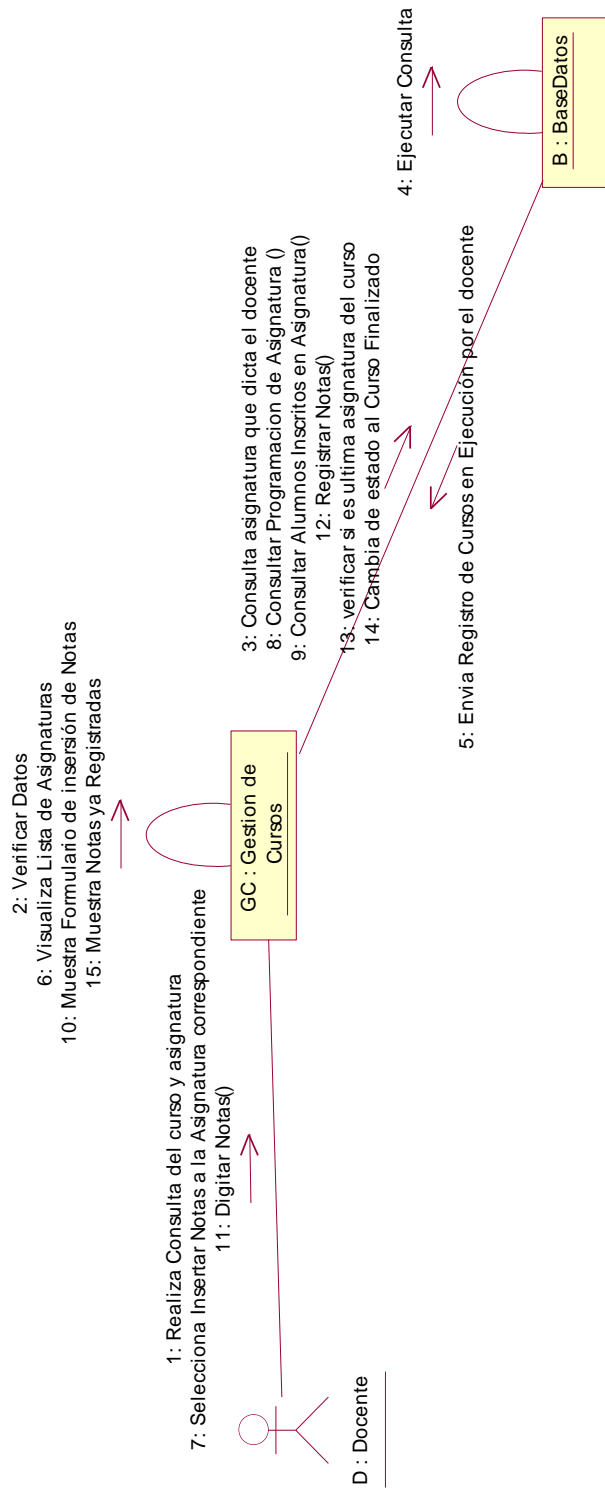 1: Realiza Consulta del curso y asignatura
7: Selecciona Insertar Notas a la Asignatura correspondiente
11: Digitar Notas()
D : Docente
2: Verificar Datos
6: Visualiza Lista de Asignaturas
10: Muestra Formulario de insersión de Notas
15: Muestra Notas ya Registradas
GC : Gestion de
Cursos
3: Consulta asignatura que dicta el docente
8: Consultar Programacion de Asignatura ()
9: Consultar Alumnos Inscritos en Asignatura()
12: Registrar Notas()
13: verificar si es ultima asignatura del curso
14: Cambia de estado al Curso Finalizado
5: Envia Registro de Cursos en Ejecución por el docente
4: Ejecutar Consulta
B : BaseDatos